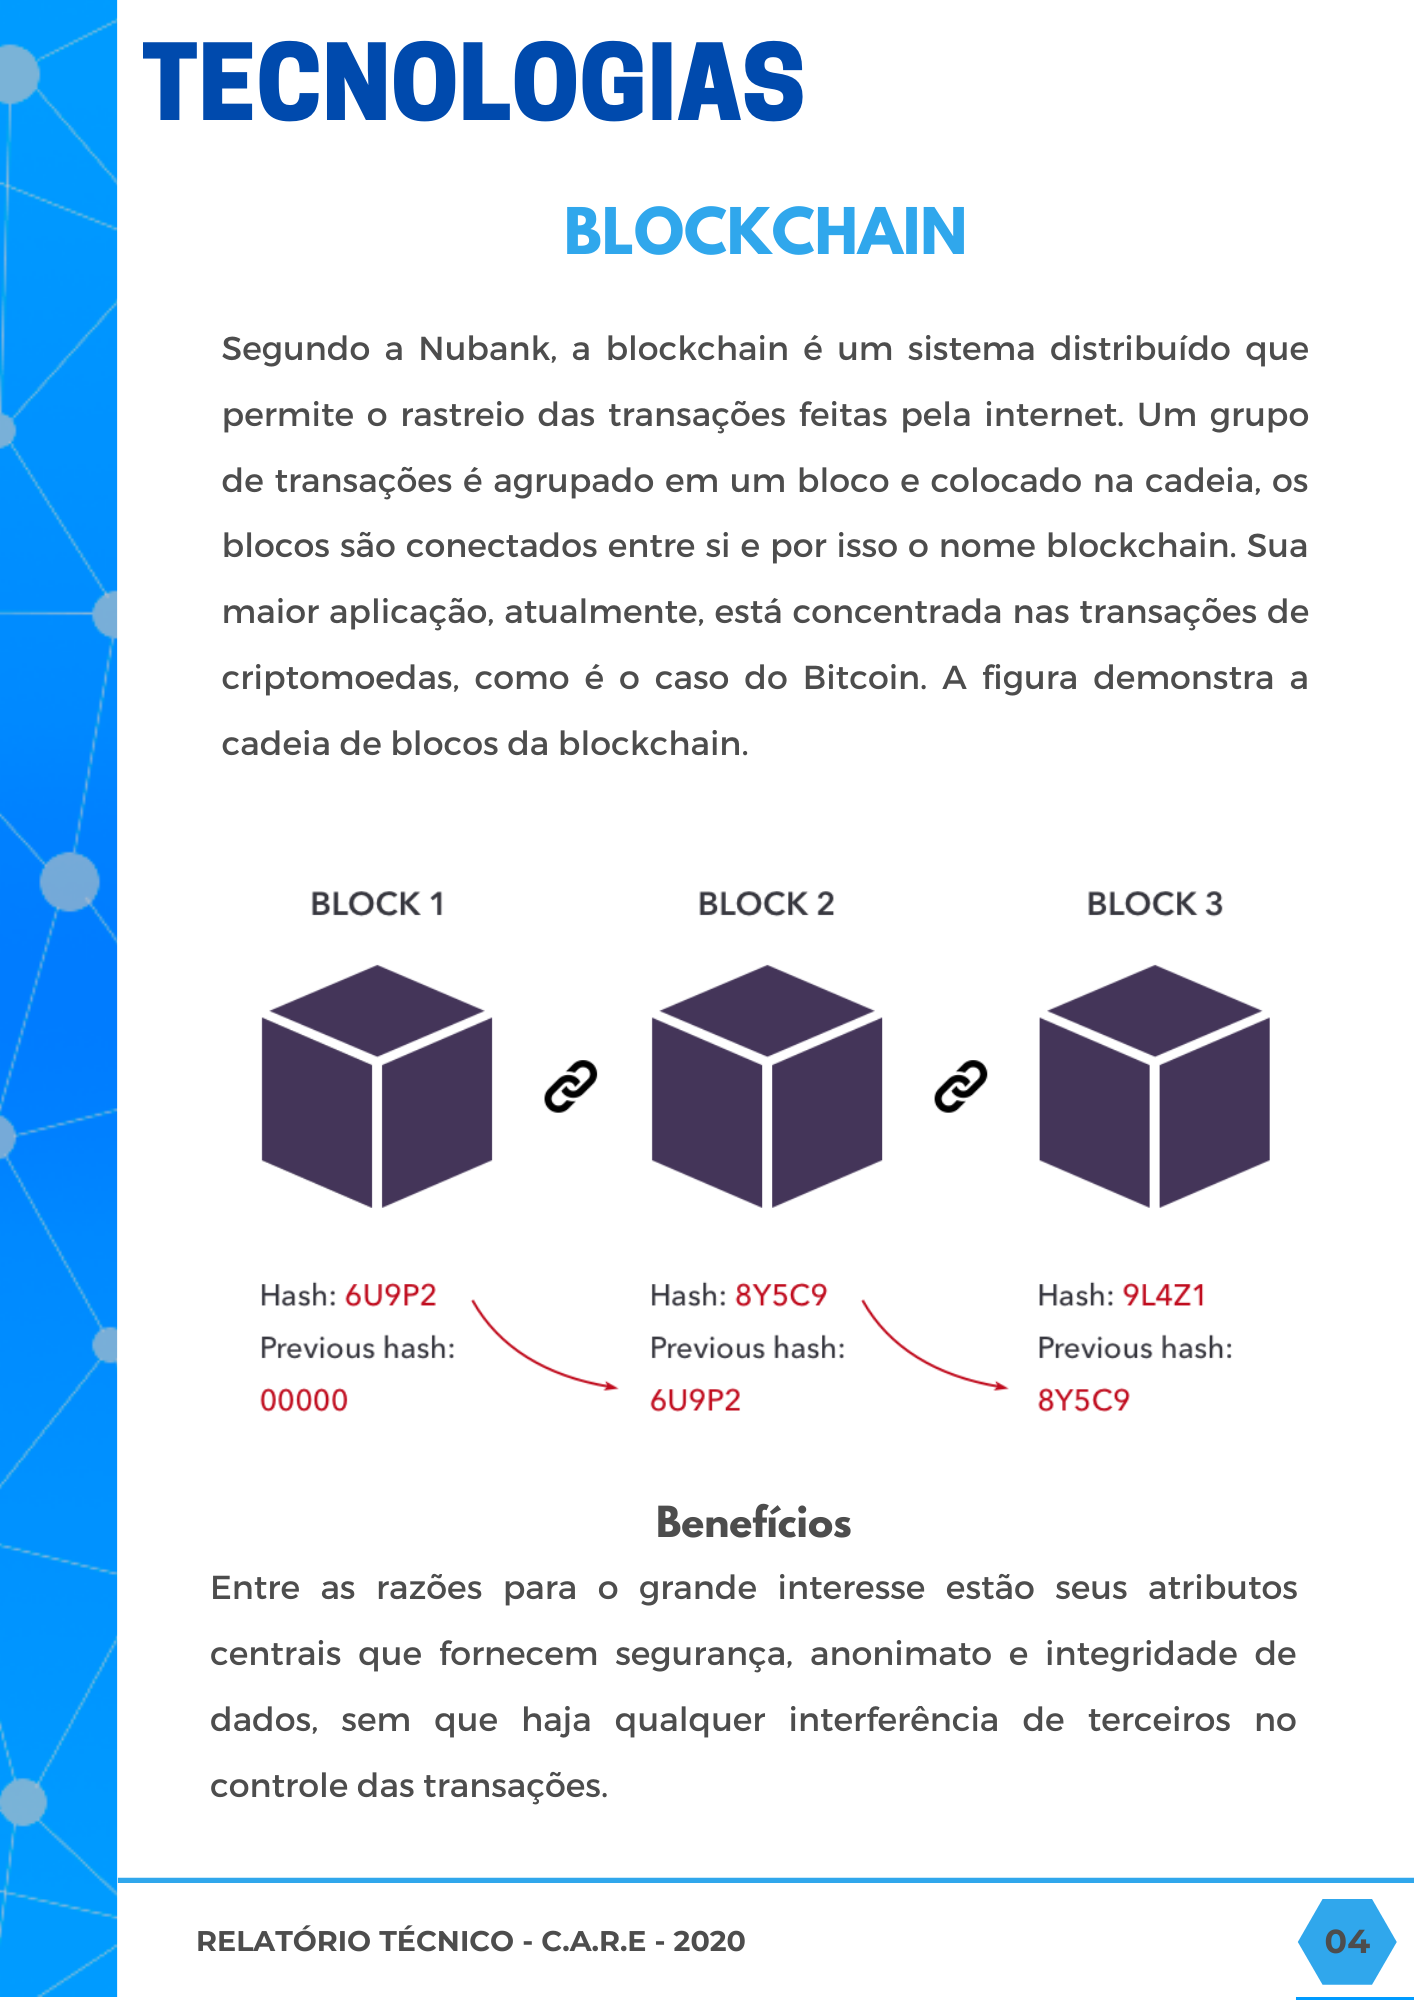 TECNOLOGIAS
BLOCKCHAIN
Segundo a Nubank, a blockchain é um sistema distribuído que
permite o rastreio das transações feitas pela internet. Um grupo
de transações é agrupado em um bloco e colocado na cadeia, os
blocos são conectados entre si e por isso o nome blockchain. Sua
maior aplicação, atualmente, está concentrada nas transações de
criptomoedas, como é o caso do Bitcoin. A figura demonstra a
cadeia de blocos da blockchain.
BLOCK 1
BLOCK 2
BLOCK 3
Hash: 6U9P2
Previous hash:
00000
Hash: 8Y5C9
Previous hash:
6U9P2
Hash: 9L4Z1
Previous hash:
8Y5C9
Benefícios
Entre as razões para o grande interesse estão seus atributos
centrais que fornecem segurança, anonimato e integridade de
dados, sem que haja qualquer interferência de terceiros no
controle das transações.
RELATÓRIO TÉCNICO - C.A.R.E - 2020
04